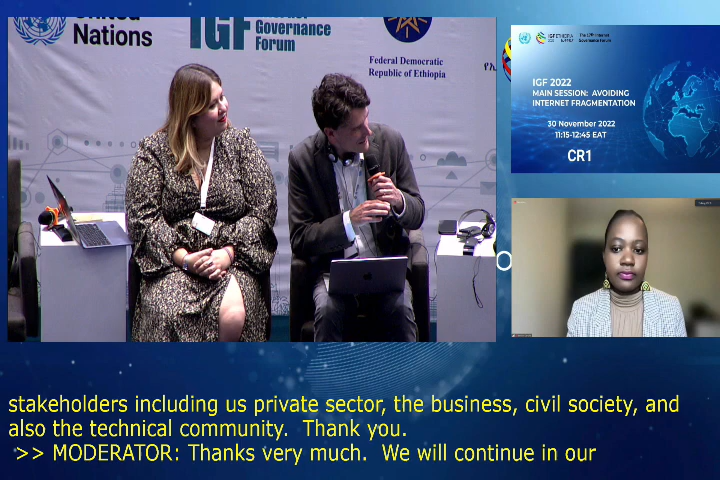 United
Nations
IGF
Governance
Forum
Federal Democratic
Republic of Ethiopia
IGF 2022
MAIN SESSION: AVOIDING
INTERNET FRAGMENTATION
30 November 2022
11:15-12:45 EAT
CR1
stakeholders including us private sector, the business, civil society, and
also the technical community. Thank you.
>> MODERATOR: Thanks very much. We will continue in our